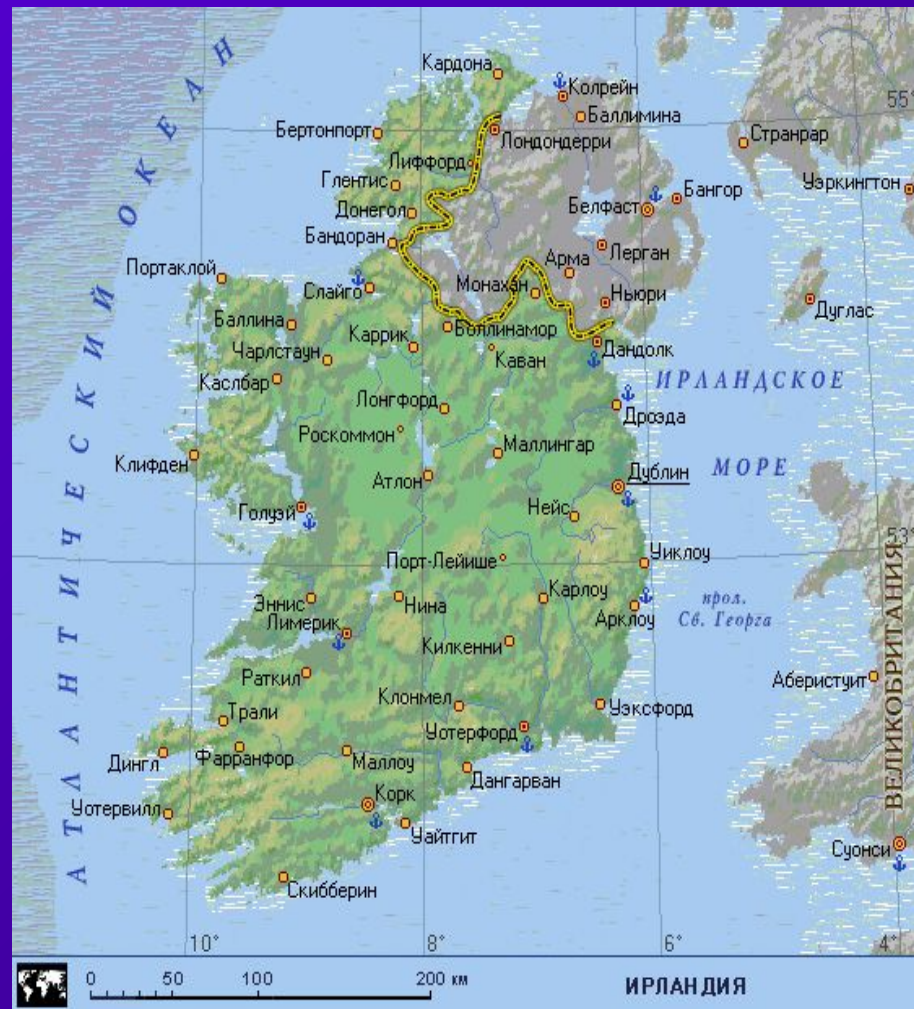 АТЛАНТИЧЕСКИЙ ОКЕАН
Кардона
Колрейн
55°
Баллимина
Бертонпорт
Лондондерри
Странрар
Лиффорд
Глентис
Бангор
Уэркингтон
Белфаст
Донегол
Бандоран
Лерган
Арма
Портаклой
Монахан
Слайго
Ньюри
Дуглас
Баллина
Боллинамор
Каррик
Дандолк
Чарлстаун
Каван
Каслбар
ИРЛАНДСКОЕ
Лонгфорд
Дрозда
Роскоммон
Маллингар
Клифден
МОРЕ
Дублин
Атлон
Голуэй
Нейс
53°
Уиклоу
Порт-Лейише
Эннис
Нина
Карлоу
прол.
Св. Георга
Арклоу
Лимерик
Килкенни
Раткил
Аберистуит
Клонмел
Уэксфорд
Трали
Уотерфорд
ВЕЛИКОБРИТАНИЯ
Дингл
Фарранфор
Маллоу
Дангарван
Уотервилл
Корк
Уайтгит
Суонси
Скибберин
10°
8°
6°
4°
0 50 100 200 км
ИРЛАНДИЯ